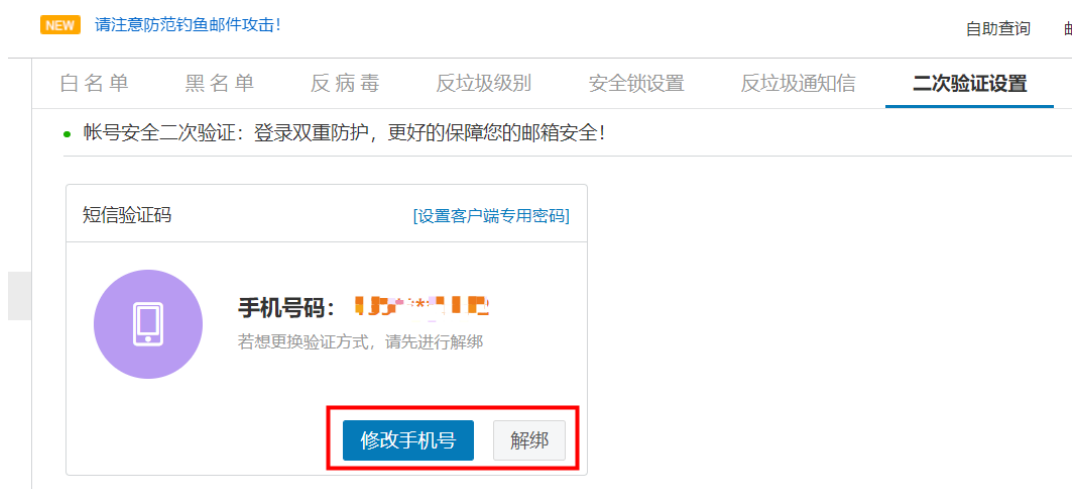 NEW 请注意防范钓鱼邮件攻击!
自助查询
白名单 黑名单 反病毒 反垃圾级别 安全锁设置 反垃圾通知信 二次验证设置
帐号安全二次验证：登录双重防护，更好的保障您的邮箱安全!
短信验证码 [设置客户端专用密码]
手机号码：
若想更换验证方式，请先进行解绑
修改手机号 解绑